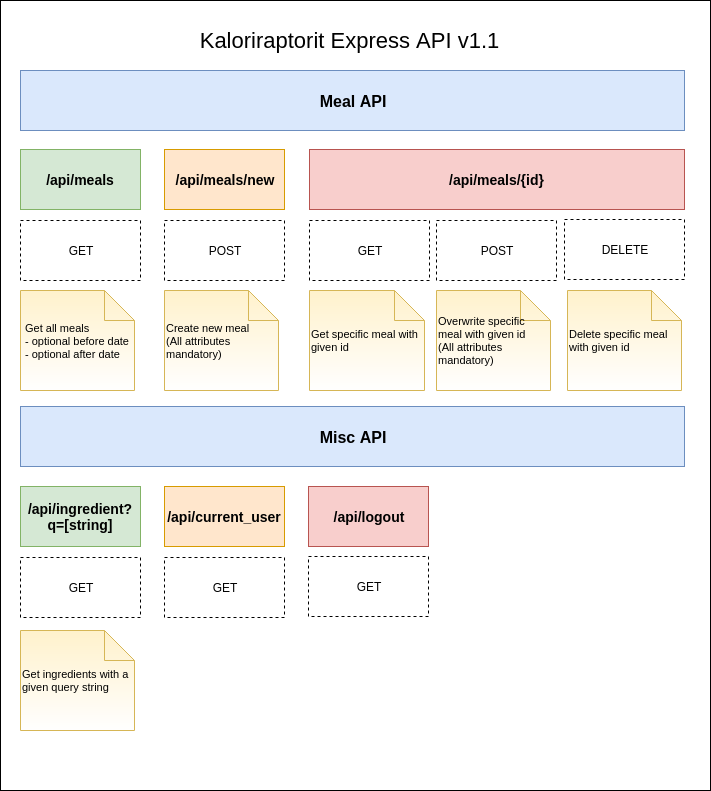 Kaloriraptorit Express API v1.1
Meal API
/api/meals
/api/meals/new
/api/meals/{id}
GET
POST
GET
POST
DELETE
Get all meals
- optional before date
- optional after date
Create new meal
(All attributes
mandatory)
Get specific meal with
given id
Overwrite specific
meal with given id
(All attributes
mandatory)
Delete specific meal
with given id
Misc API
/api/ingredient?
q=[string]
/api/current_user
/api/logout
GET
GET
GET
Get ingredients with a
given query string